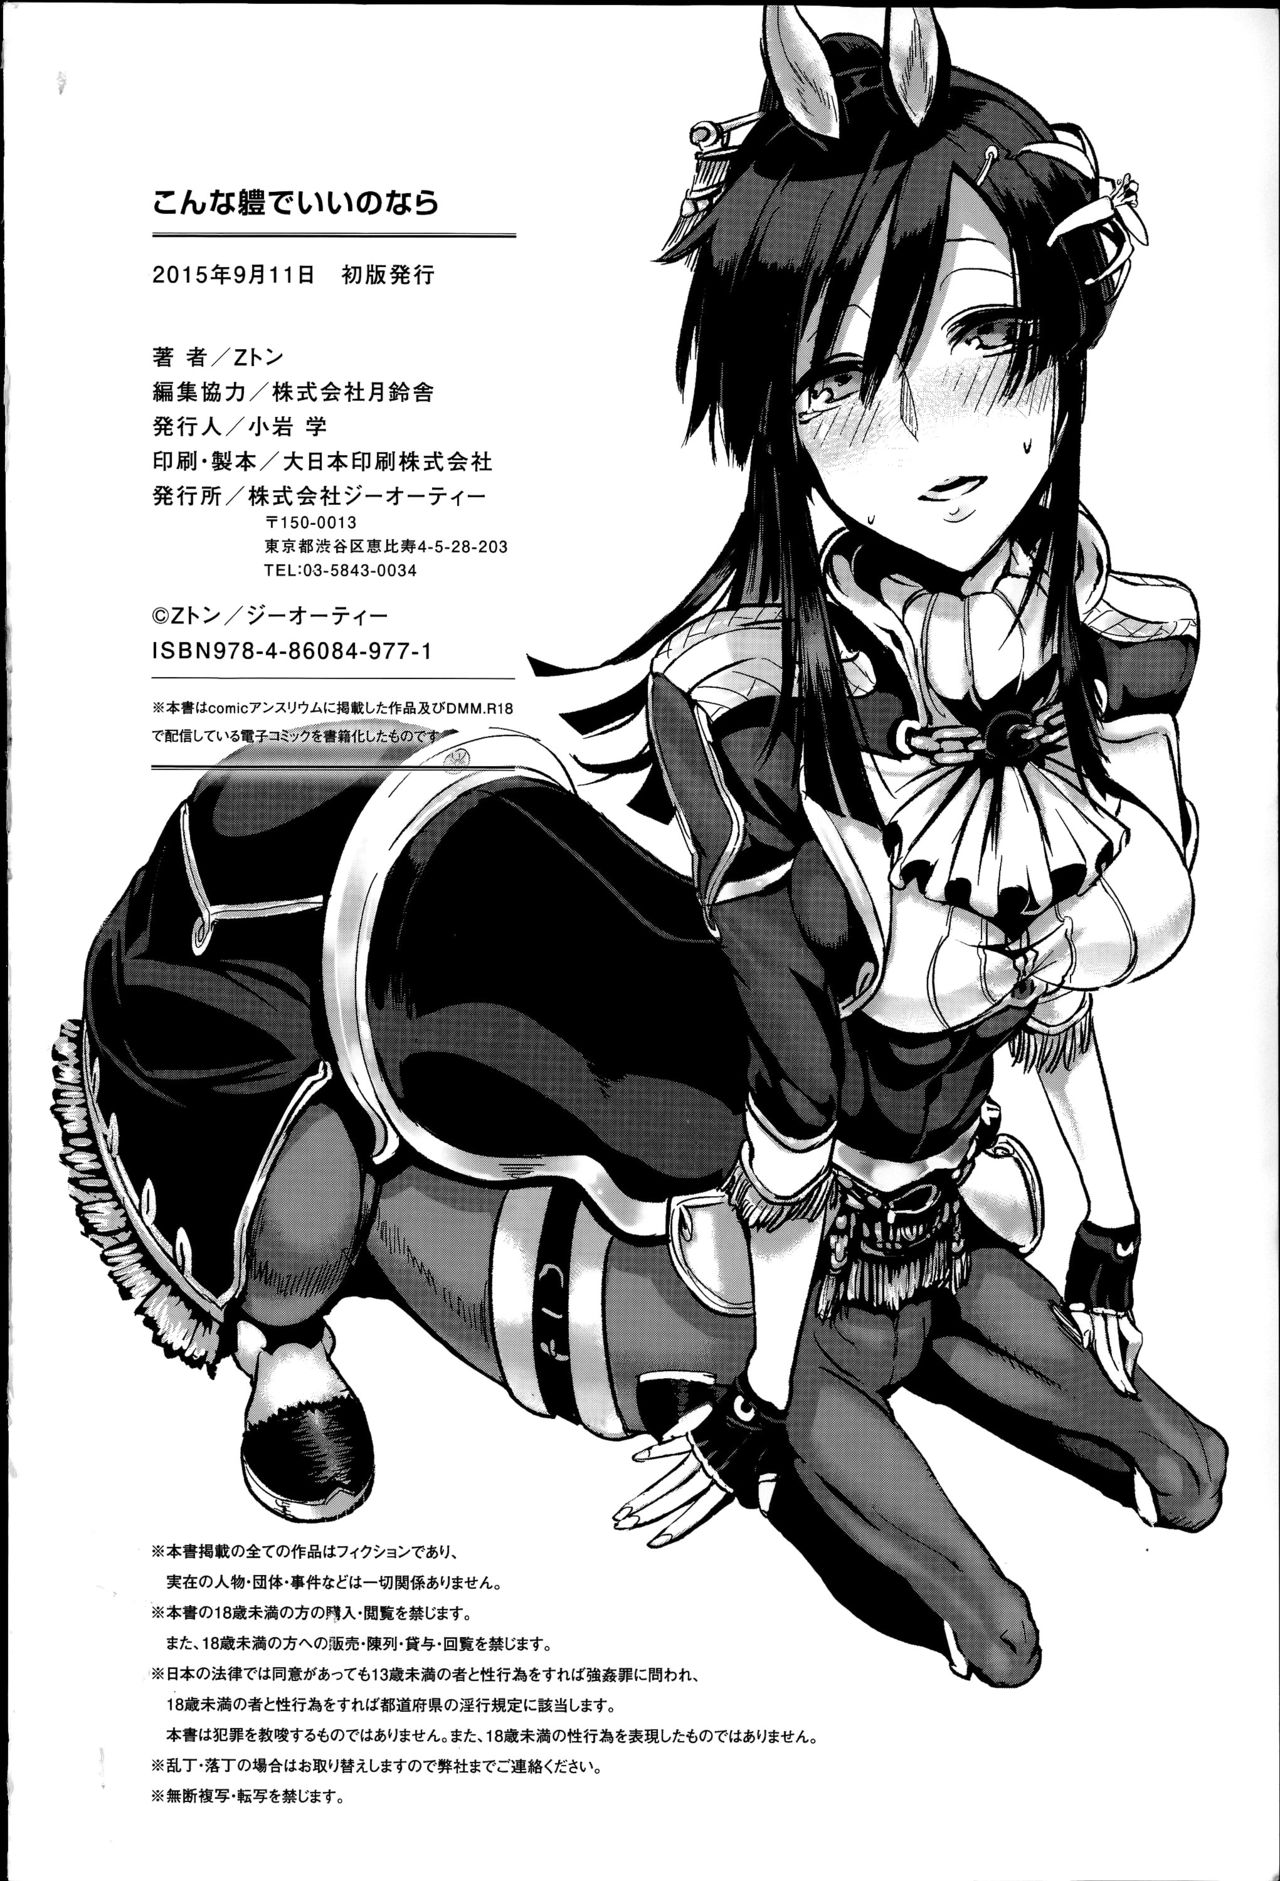 こんな軆でいいのなら
2015年9月11日　初版発行
著 者／Zトン
編集協力／株式会社月鈴舎
発行人／小岩 学
印刷・製本／大日本印刷株式会社
発行所／株式会社ジーオーティー
〒150-0013
東京都渋谷区恵比寿4-5-28-203
TEL:03-5843-0034
©Zトン／ジーオーティー
ISBN978-4-86084-977-1
※本書はcomicアンスリウムに掲載した作品及びDMM.R18
で配信している電子コミックを書籍化したものです
※本書掲載の全ての作品はフィクションであり、
実在の人物・団体・事件などは一切関係ありません。
※本書の18歳未満の方の購入・閲覧を禁じます。
また、18歳未満の方への販売・陳列・貸与・回覧を禁じます。
※日本の法律では同意があっても13歳未満の者と性行為をすれば強姦罪に問われ、
18歳未満の者と性行為をすれば都道府県の淫行規定に該当します。
本書は犯罪を教唆するものではありません。また、18歳未満の性行為を表現したものではありません。
※乱丁・落丁の場合はお取り替えしますので弊社までご連絡ください。
※無断複写・転写を禁じます。